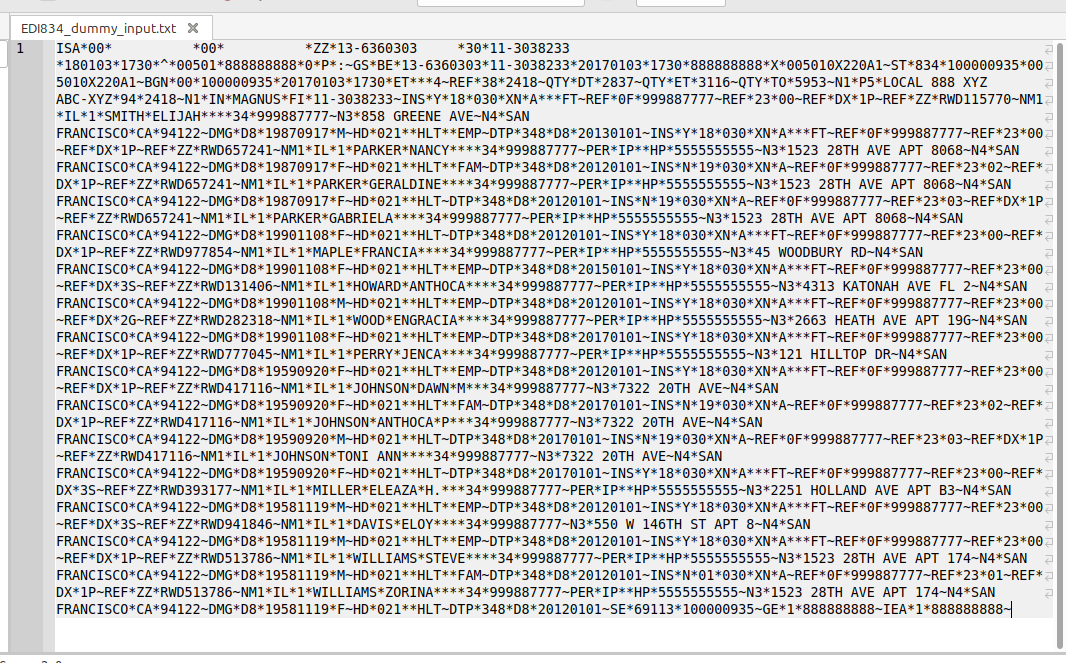 EDI834_dummy_input.txt
1
ISA*00*          *00*          *ZZ*13-6360303     *30*11-3038233
*180103*1730*^*00501*888888888*0*P*:~GS*BE*13-6360303*11-3038233*20170103*1730*888888888*X*005010X220A1~ST*834*100000935*00
5010X220A1~BGN*00*100000935*20170103*1730*ET***4~REF*38*2418~QTY*DT*2837~QTY*ET*3116~QTY*TO*5953~N1*P5*LOCAL 888 XYZ
ABC-XYZ*94*2418~N1*IN*MAGNUS*FI*11-3038233~INS*Y*18*030*XN*A***FT~REF*0F*999887777~REF*23*00~REF*DX*1P~REF*ZZ*RWD115770~NM1
*IL*1*SMITH*ELIJAH****34*999887777~N3*858 GREENE AVE~N4*SAN
FRANCISCO*CA*94122~DMG*D8*19870917*M~HD*021**HLT**EMP~DTP*348*D8*20130101~INS*Y*18*030*XN*A***FT~REF*0F*999887777~REF*23*00
~REF*DX*1P~REF*ZZ*RWD657241~NM1*IL*1*PARKER*NANCY****34*999887777~PER*IP**HP*5555555555~N3*1523 28TH AVE APT 8068~N4*SAN
FRANCISCO*CA*94122~DMG*D8*19870917*F~HD*021**HLT**FAM~DTP*348*D8*20120101~INS*N*19*030*XN*A~REF*0F*999887777~REF*23*02~REF*
DX*1P~REF*ZZ*RWD657241~NM1*IL*1*PARKER*GERALDINE****34*999887777~PER*IP**HP*5555555555~N3*1523 28TH AVE APT 8068~N4*SAN
FRANCISCO*CA*94122~DMG*D8*19870917*F~HD*021**HLT~DTP*348*D8*20120101~INS*N*19*030*XN*A~REF*0F*999887777~REF*23*03~REF*DX*1P
~REF*ZZ*RWD657241~NM1*IL*1*PARKER*GABRIELA****34*999887777~PER*IP**HP*5555555555~N3*1523 28TH AVE APT 8068~N4*SAN
FRANCISCO*CA*94122~DMG*D8*19901108*F~HD*021**HLT~DTP*348*D8*20120101~INS*Y*18*030*XN*A***FT~REF*0F*999887777~REF*23*00~REF*
DX*1P~REF*ZZ*RWD977854~NM1*IL*1*MAPLE*FRANCIA****34*999887777~PER*IP**HP*5555555555~N3*45 WOODBURY RD~N4*SAN
FRANCISCO*CA*94122~DMG*D8*19901108*F~HD*021**HLT**EMP~DTP*348*D8*20150101~INS*Y*18*030*XN*A***FT~REF*0F*999887777~REF*23*00
~REF*DX*3S~REF*ZZ*RWD131406~NM1*IL*1*HOWARD*ANTHOCA****34*999887777~PER*IP**HP*5555555555~N3*4313 KATONAH AVE FL 2~N4*SAN
FRANCISCO*CA*94122~DMG*D8*19901108*M~HD*021**HLT**EMP~DTP*348*D8*20120101~INS*Y*18*030*XN*A***FT~REF*0F*999887777~REF*23*00
~REF*DX*2G~REF*ZZ*RWD282318~NM1*IL*1*WOOD*ENGRACIA****34*999887777~PER*IP**HP*5555555555~N3*2663 HEATH AVE APT 19G~N4*SAN
FRANCISCO*CA*94122~DMG*D8*19901108*F~HD*021**HLT**EMP~DTP*348*D8*20170101~INS*Y*18*030*XN*A***FT~REF*0F*999887777~REF*23*00
~REF*DX*1P~REF*ZZ*RWD777045~NM1*IL*1*PERRY*JENCA****34*999887777~PER*IP**HP*5555555555~N3*121 HILLTOP DR~N4*SAN
FRANCISCO*CA*94122~DMG*D8*19590920*F~HD*021**HLT**EMP~DTP*348*D8*20120101~INS*Y*18*030*XN*A***FT~REF*0F*999887777~REF*23*00
~REF*DX*1P~REF*ZZ*RWD417116~NM1*IL*1*JOHNSON*DAWN*M***34*999887777~N3*7322 20TH AVE~N4*SAN
FRANCISCO*CA*94122~DMG*D8*19590920*F~HD*021**HLT**FAM~DTP*348*D8*20170101~INS*N*19*030*XN*A~REF*0F*999887777~REF*23*02~REF*
DX*1P~REF*ZZ*RWD417116~NM1*IL*1*JOHNSON*ANTHOCA*P***34*999887777~N3*7322 20TH AVE~N4*SAN
FRANCISCO*CA*94122~DMG*D8*19590920*M~HD*021**HLT~DTP*348*D8*20170101~INS*N*19*030*XN*A~REF*0F*999887777~REF*23*03~REF*DX*1P
~REF*ZZ*RWD417116~NM1*IL*1*JOHNSON*TONI ANN****34*999887777~N3*7322 20TH AVE~N4*SAN
FRANCISCO*CA*94122~DMG*D8*19590920*F~HD*021**HLT~DTP*348*D8*20170101~INS*Y*18*030*XN*A***FT~REF*0F*999887777~REF*23*00~REF*
DX*3S~REF*ZZ*RWD393177~NM1*IL*1*MILLER*ELEAZA*H.***34*999887777~PER*IP**HP*5555555555~N3*2251 HOLLAND AVE APT B3~N4*SAN
FRANCISCO*CA*94122~DMG*D8*19581119*M~HD*021**HLT**EMP~DTP*348*D8*20120101~INS*Y*18*030*XN*A***FT~REF*0F*999887777~REF*23*00
~REF*DX*3S~REF*ZZ*RWD941846~NM1*IL*1*DAVIS*ELOY****34*999887777~N3*550 W 146TH ST APT 8~N4*SAN
FRANCISCO*CA*94122~DMG*D8*19581119*M~HD*021**HLT**EMP~DTP*348*D8*20120101~INS*Y*18*030*XN*A***FT~REF*0F*999887777~REF*23*00
~REF*DX*1P~REF*ZZ*RWD513786~NM1*IL*1*WILLIAMS*STEVE****34*999887777~PER*IP**HP*5555555555~N3*1523 28TH AVE APT 174~N4*SAN
FRANCISCO*CA*94122~DMG*D8*19581119*M~HD*021**HLT**FAM~DTP*348*D8*20120101~INS*N*01*030*XN*A~REF*0F*999887777~REF*23*01~REF*
DX*1P~REF*ZZ*RWD513786~NM1*IL*1*WILLIAMS*ZORINA****34*999887777~PER*IP**HP*5555555555~N3*1523 28TH AVE APT 174~N4*SAN
FRANCISCO*CA*94122~DMG*D8*19581119*F~HD*021**HLT~DTP*348*D8*20120101~SE*69113*100000935~GE*1*888888888~IEA*1*888888888~